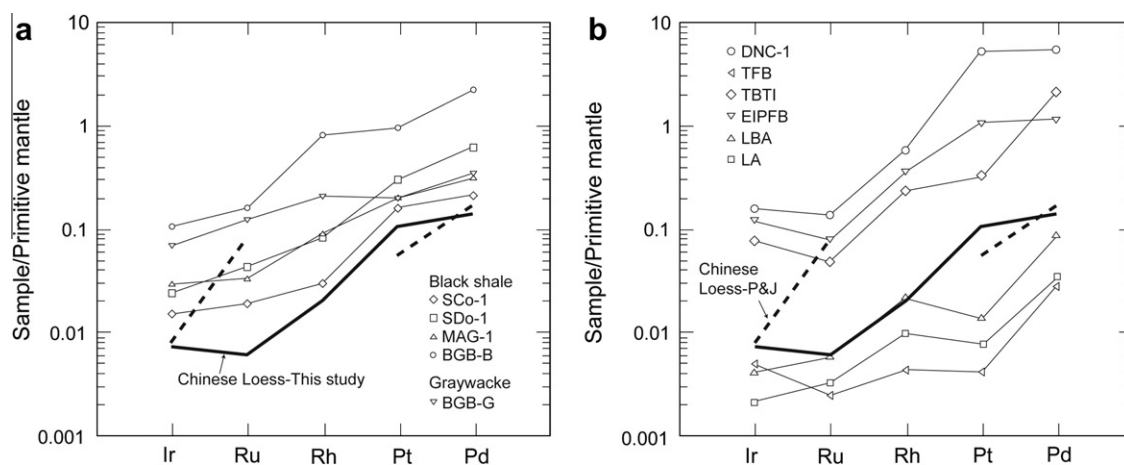 a
Sample/Primitive mantle
10
1
0.1
0.01
0.001
Ir Ru Rh Pt Pd
Chinese Loess-This study
Black shale
SCo-1
SDo-1
MAG-1
BGB-B
Graywacke
BGB-G
b
Sample/Primitive mantle
10
1
0.1
0.01
0.001
Ir Ru Rh Pt Pd
DNC-1
TFB
TBTI
EIPFB
LBA
LA
Chinese
Loess-P&J